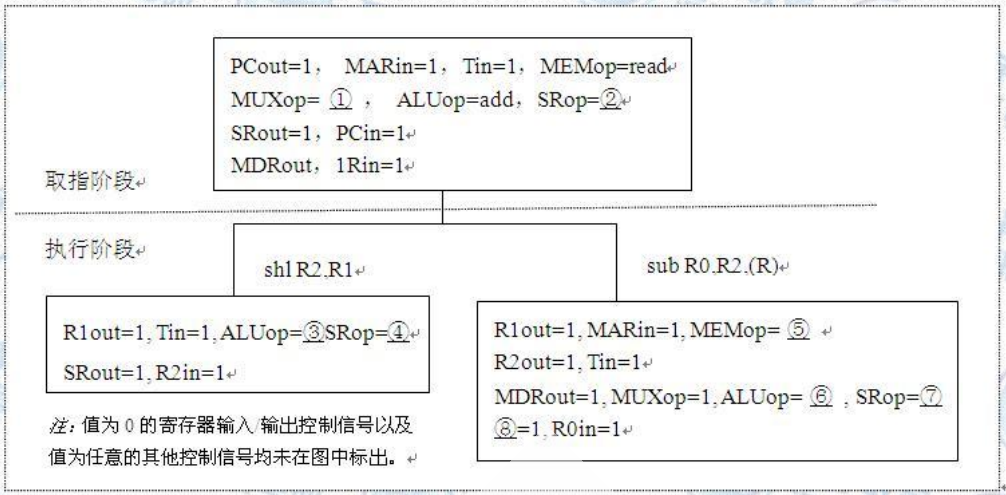 PCout=1， MARin=1，Tin=1，MEMop=read↵
MUXop= ① ， ALUop=add，SRop=②↵
SRout=1，PCin=1↵
MDRout，1Rin=1↵
取指阶段↵
执行阶段↵
shl R2,R1↵
sub R0,R2,(R)↵
R1out=1, Tin=1, ALUop=③SRop=④↵
SRout=1, R2in=1↵
R1out=1, MARin=1, MEMop= ⑤ ↵
R2out=1, Tin=1↵
MDRout=1, MUXop=1, ALUop= ⑥ , SRop=⑦
⑧=1, R0in=1↵
注：值为 0 的寄存器输入/输出控制信号以及
值为任意的其他控制信号均未在图中标出。↵